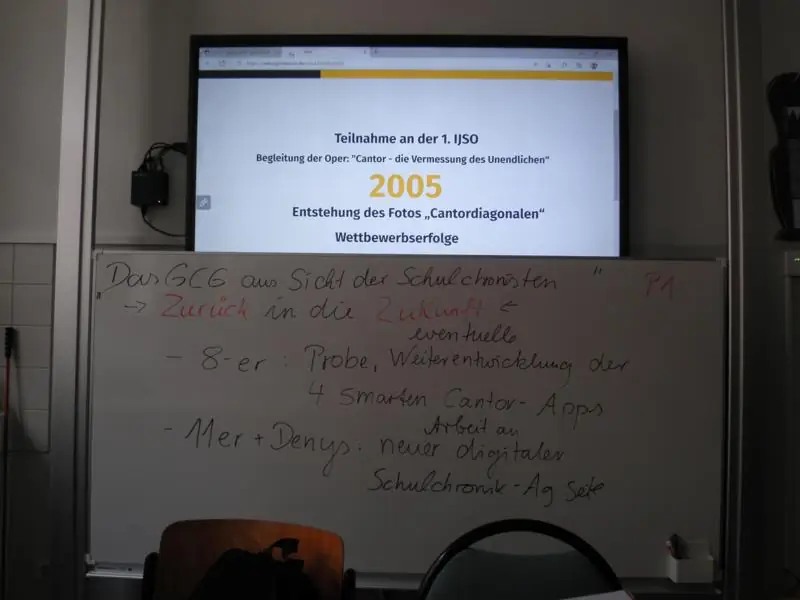 Teilnahme an der 1. IJSO
Begleitung der Oper: "Cantor - die Vermessung des Unendlichen"
2005
Entstehung des Fotos „Cantordiagonalen“
Wettbewerbserfolge
„Das GCG aus Sicht der Schulchronisten" P1
→ Zurück in die Zukunft ←
eventuelle
- 8-er : Probe, Weiterentwicklung der
4 smarten Cantor-Apps
Arbeit an
- 11er + Denys: neuer digitaler
Schulchronik-Ag Seite